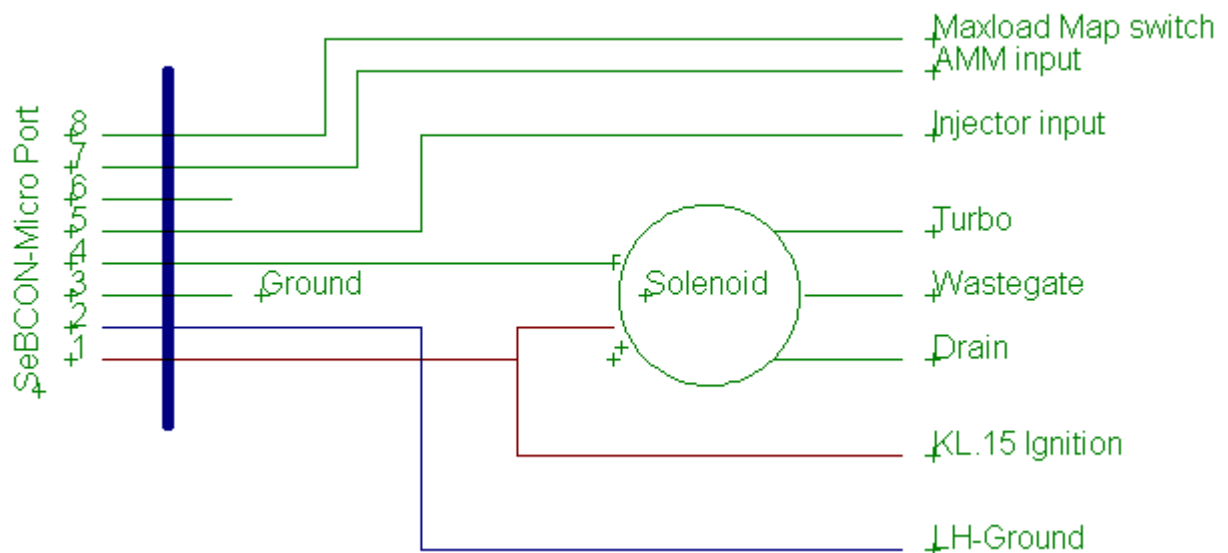 Maxload Map switch
AMM input
Injector input
Turbo
Wastegate
Drain
KL.15 Ignition
LH-Ground
Solenoid
Ground
SeBCON-Micro Port
8
7
6
5
4
3
2
1